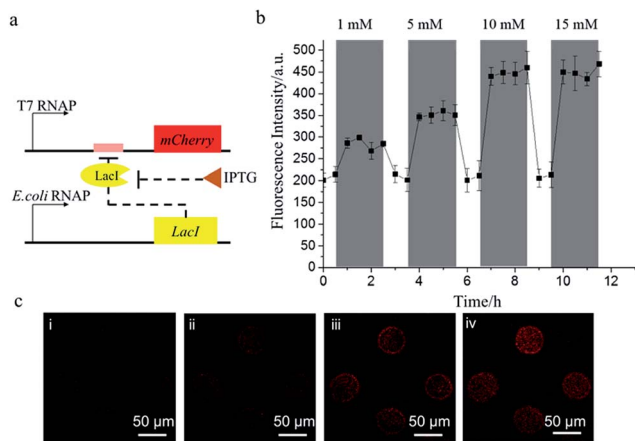 a
T7 RNAP
mCherry
LacI
IPTG
E.coli RNAP
LacI
b
1 mM 5 mM 10 mM 15 mM
Fluorescence Intensity/a.u.
500
450
400
350
300
250
200
150
100
50
0
0 2 4 6 8 10 12
Time/h
c
i ii iii iv
50 µm 50 µm 50 µm 50 µm